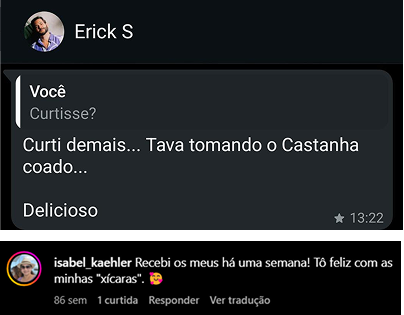 Erick S
Você
Curtisse?
Curti demais... Tava tomando o Castanha
coado...
Delicioso
13:22
isabel_kaehler Recebi os meus há uma semana! Tô feliz com as
minhas "xícaras". 🥰
86 sem 1 curtida Responder Ver tradução